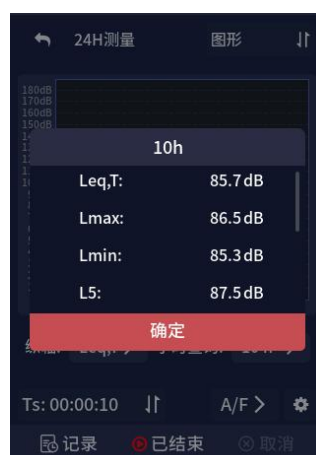 24H测量 图形
180dB
170dB
160dB
150dB
10h
Leq,T: 85.7dB
Lmax: 86.5dB
Lmin: 85.3dB
L5: 87.5dB
确定
Ts: 00:00:10 A/F >
记录 已结束 取消